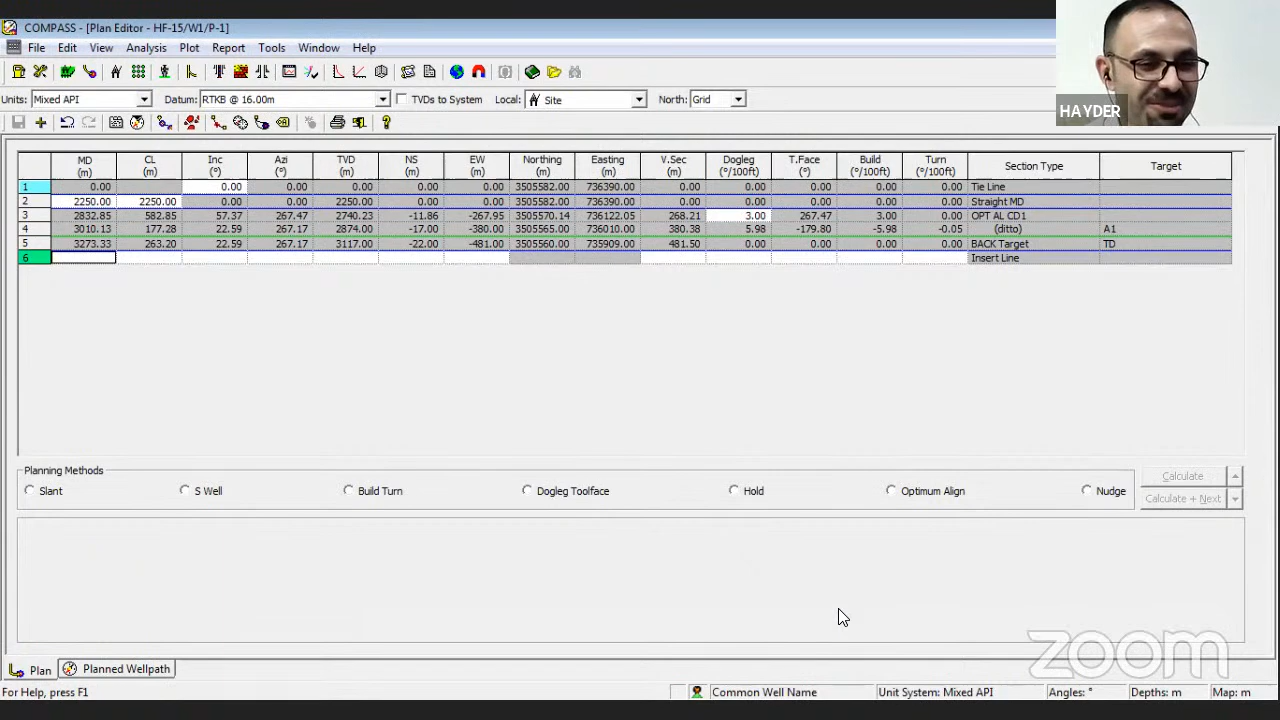 COMPASS - [Plan Editor - HF-15/W1/P-1]
File Edit View Analysis Plot Report Tools Window Help
Units: Mixed API Datum: RTKB @ 16.00m TVDs to System Local: Site North: Grid
HAYDER
MD CL Inc Azi TVD NS EW Northing Easting V.Sec Dogleg T.Face Build Turn Section Type Target
(m) (m) (°) (°) (m) (m) (m) (m) (m) (m) (°/100ft) (°) (°/100ft) (°/100ft)
1 0.00 0.00 0.00 0.00 0.00 0.00 3505582.00 736390.00 0.00 0.00 0.00 0.00 0.00 Tie Line
2 2250.00 2250.00 0.00 0.00 2250.00 0.00 0.00 3505582.00 736390.00 0.00 0.00 0.00 0.00 0.00 Straight MD
3 2832.85 582.85 57.37 267.47 2740.23 -11.86 -267.95 3505570.14 736122.05 268.21 3.00 267.47 3.00 0.00 OPT AL CD1
4 3010.13 177.28 22.59 267.17 2874.00 -17.00 -380.00 3505565.00 736010.00 380.38 5.98 -179.80 -5.98 -0.05 (ditto) A1
5 3273.33 263.20 22.59 267.17 3117.00 -22.00 -481.00 3505560.00 735909.00 481.50 0.00 0.00 0.00 0.00 BACK Target TD
6 Insert Line
Planning Methods
Slant S Well Build Turn Dogleg Toolface Hold Optimum Align Nudge
Calculate
Calculate + Next
zoom
Plan Planned Wellpath
For Help, press F1 Common Well Name Unit System: Mixed API Angles: ° Depths: m Map: m